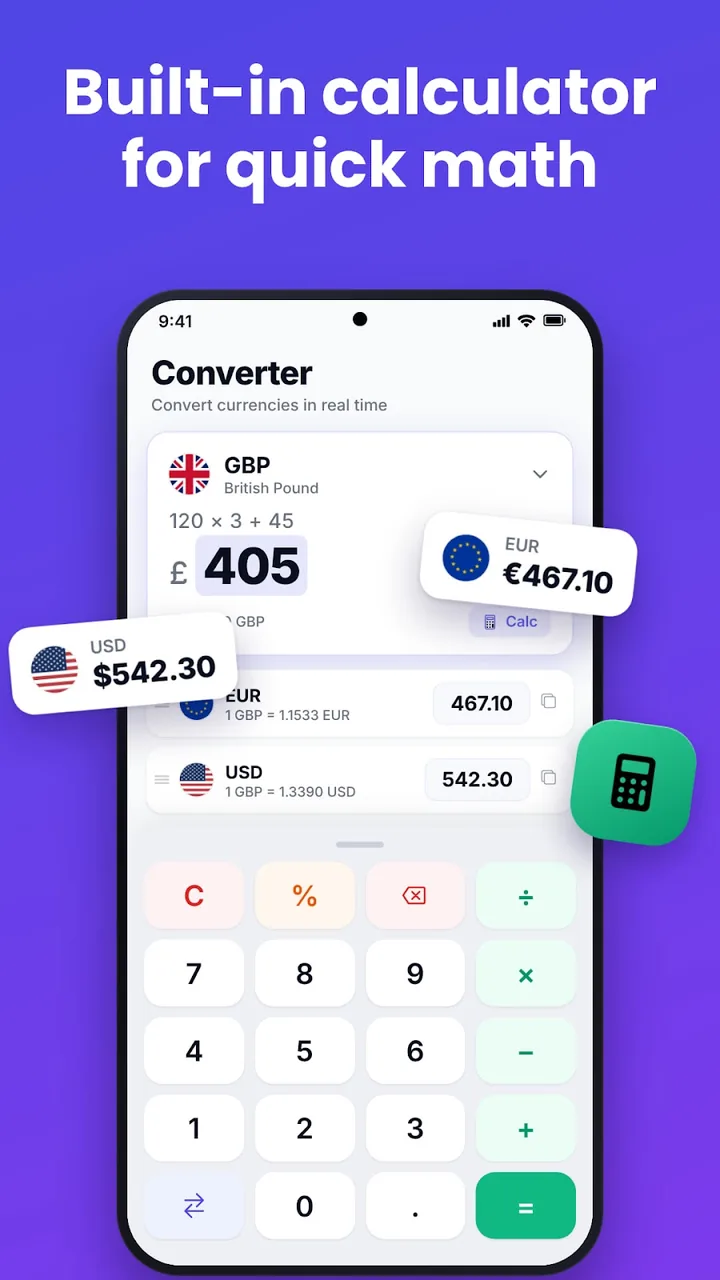 Built-in calculator
for quick math
9:41
Converter
Convert currencies in real time
GBP
British Pound
120 × 3 + 45
£ 405
EUR
€467.10
GBP
Calc
USD
$542.30
EUR
1 GBP = 1.1533 EUR
467.10
USD
1 GBP = 1.3390 USD
542.30
C % ÷
7 8 9 ×
4 5 6 −
1 2 3 +
0 . =